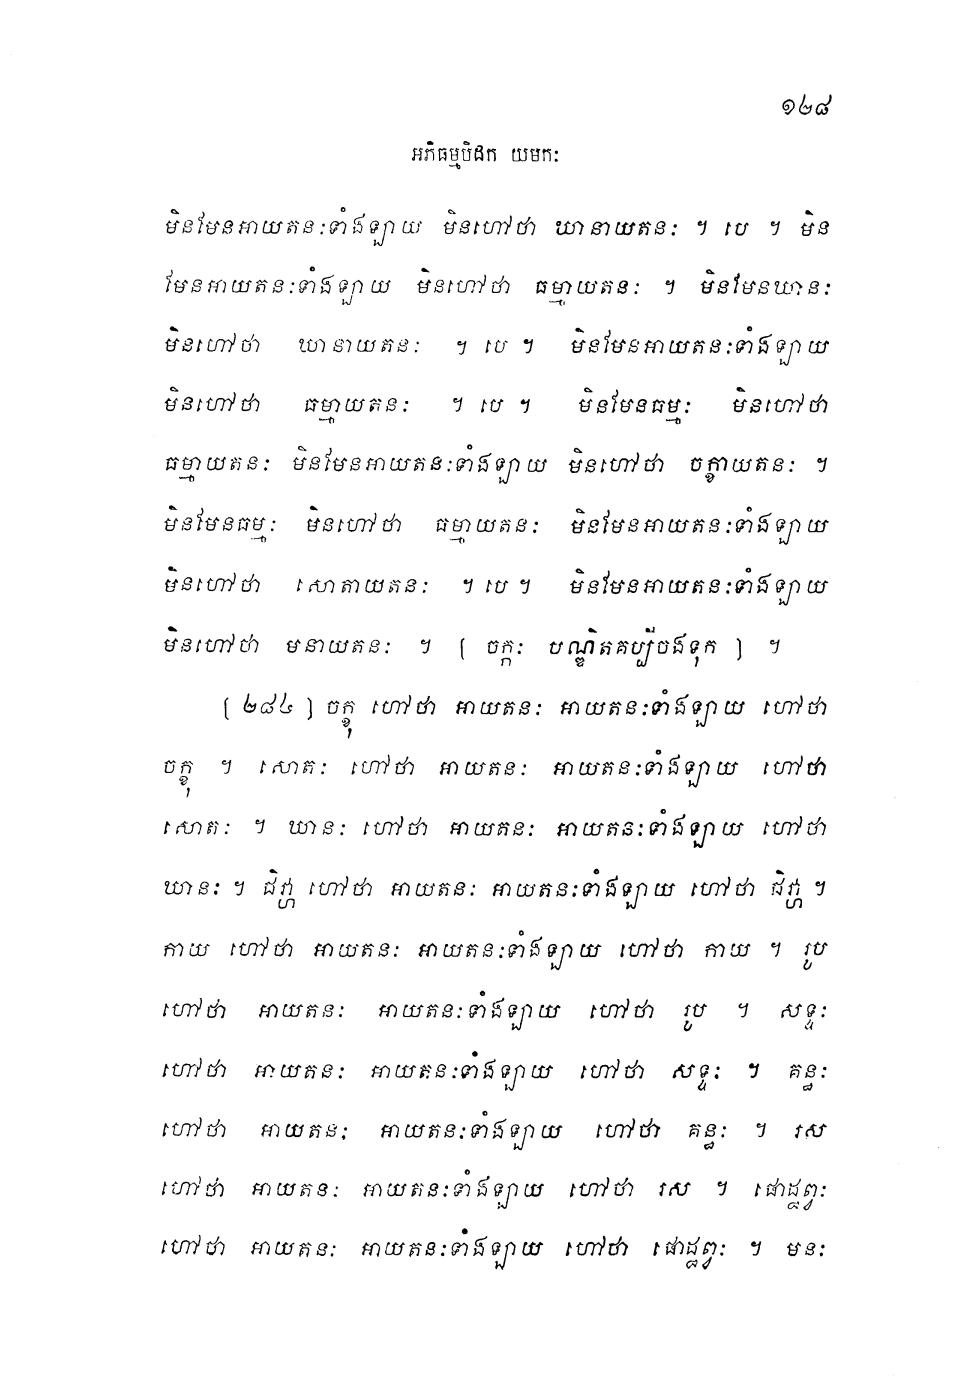 ១២៨
អភិធម្មបិដក យមកៈ
មិនមែនអាយតនៈទាំងឡាយ មិនហៅថា ឃានាយតនៈ ។ បេ ។ មិន
មែនអាយតនៈទាំងឡាយ មិនហៅថា ធម្មាយតនៈ ។ មិនមែនឃានៈ
មិនហៅថា ឃានាយតនៈ ។ បេ ។ មិនមែនអាយតនៈទាំងឡាយ
មិនហៅថា ធម្មាយតនៈ ។ បេ ។ មិនមែនធម្មៈ មិនហៅថា
ធម្មាយតនៈ មិនមែនអាយតនៈទាំងឡាយ មិនហៅថា ចក្ខាយតនៈ ។
មិនមែនធម្មៈ មិនហៅថា ធម្មាយតនៈ មិនមែនអាយតនៈទាំងឡាយ
មិនហៅថា សោតាយតនៈ ។ បេ ។ មិនមែនអាយតនៈទាំងឡាយ
មិនហៅថា មនាយតនៈ ។ [ ចក្កៈ បណ្ឌិតគប្បីចងទុក ] ។
[ ២៨៤ ] ចក្ខុ ហៅថា អាយតនៈ អាយតនៈទាំងឡាយ ហៅថា
ចក្ខុ ។ សោតៈ ហៅថា អាយតនៈ អាយតនៈទាំងឡាយ ហៅថា
សោតៈ ។ ឃានៈ ហៅថា អាយតនៈ អាយតនៈទាំងឡាយ ហៅថា
ឃានៈ ។ ជិវ្ហា ហៅថា អាយតនៈ អាយតនៈទាំងឡាយ ហៅថា ជិវ្ហា ។
កាយ ហៅថា អាយតនៈ អាយតនៈទាំងឡាយ ហៅថា កាយ ។ រូប
ហៅថា អាយតនៈ អាយតនៈទាំងឡាយ ហៅថា រូប ។ សទ្ទៈ
ហៅថា អាយតនៈ អាយតនៈទាំងឡាយ ហៅថា សទ្ទៈ ។ គន្ធៈ
ហៅថា អាយតនៈ អាយតនៈទាំងឡាយ ហៅថា គន្ធៈ ។ រស
ហៅថា អាយតនៈ អាយតនៈទាំងឡាយ ហៅថា រស ។ ផោដ្ឋព្វៈ
ហៅថា អាយតនៈ អាយតនៈទាំងឡាយ ហៅថា ផោដ្ឋព្វៈ ។ មនៈ